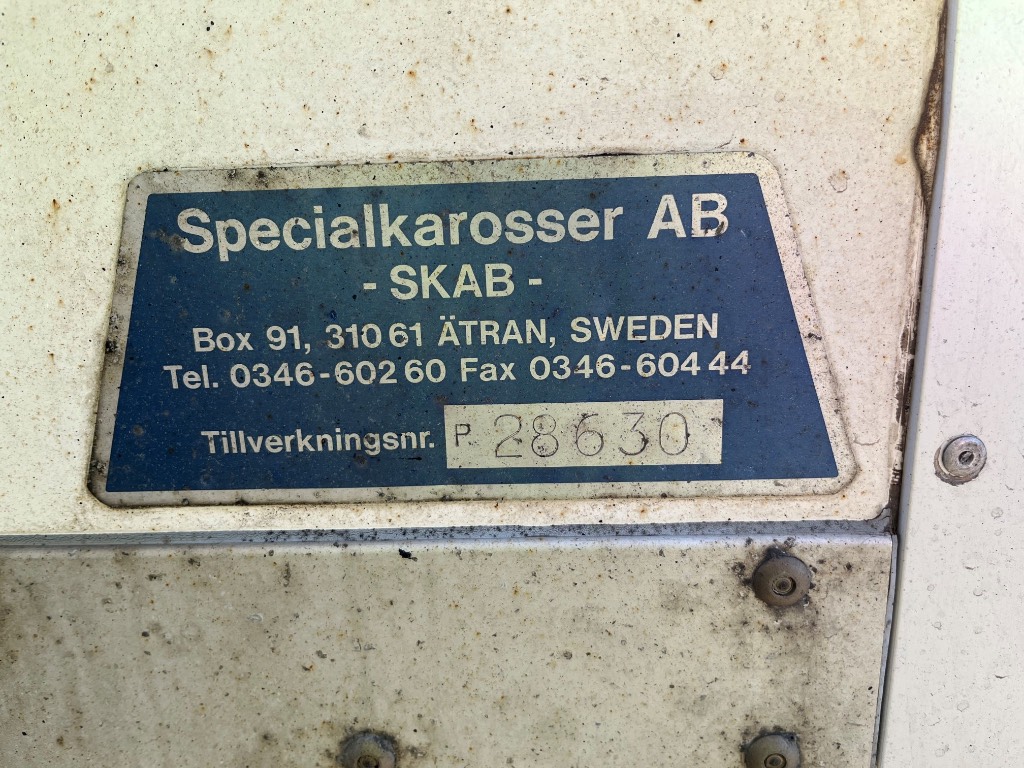 Specialkarosser AB
- SKAB -
Box 91, 310 61 ÄTRAN, SWEDEN
Tel. 0346-602 60 Fax 0346-604 44
Tillverkningsnr. P. 28630